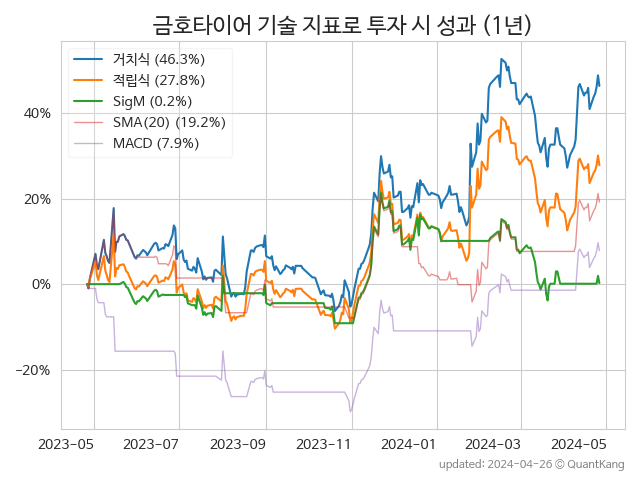 금호타이어 기술 지표로 투자 시 성과 (1년)
거치식 (46.3%)
적립식 (27.8%)
SigM (0.2%)
SMA(20) (19.2%)
MACD (7.9%)
40%
20%
0%
−20%
2023-05 2023-07 2023-09 2023-11 2024-01 2024-03 2024-05
updated: 2024-04-26 © QuantKang